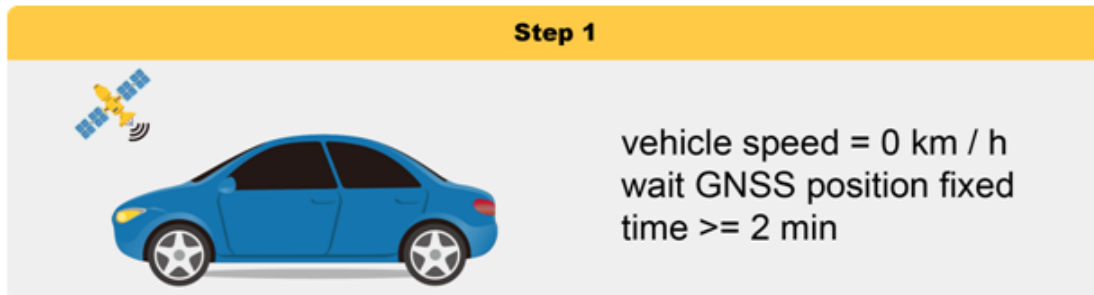 Step 1
vehicle speed = 0 km / h
wait GNSS position fixed
time >= 2 min